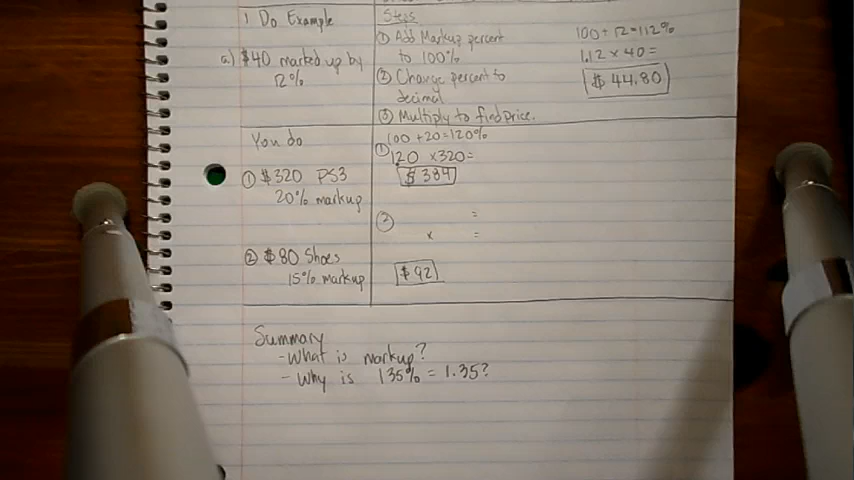 I Do Example
Steps
a) $40 marked up by
12%
① Add Markup percent
to 100%
② Change percent to
decimal
③ Multiply to find price.
100 + 12 = 112%
1.12 x 40 =
$44.80
You do
① $320 PS3
20% markup
② $80 Shoes
15% markup
100 + 20 = 120%
①
1.20 x 320 =
$384
②
=
x =
$92
Summary
- What is markup?
- Why is 135% = 1.35?